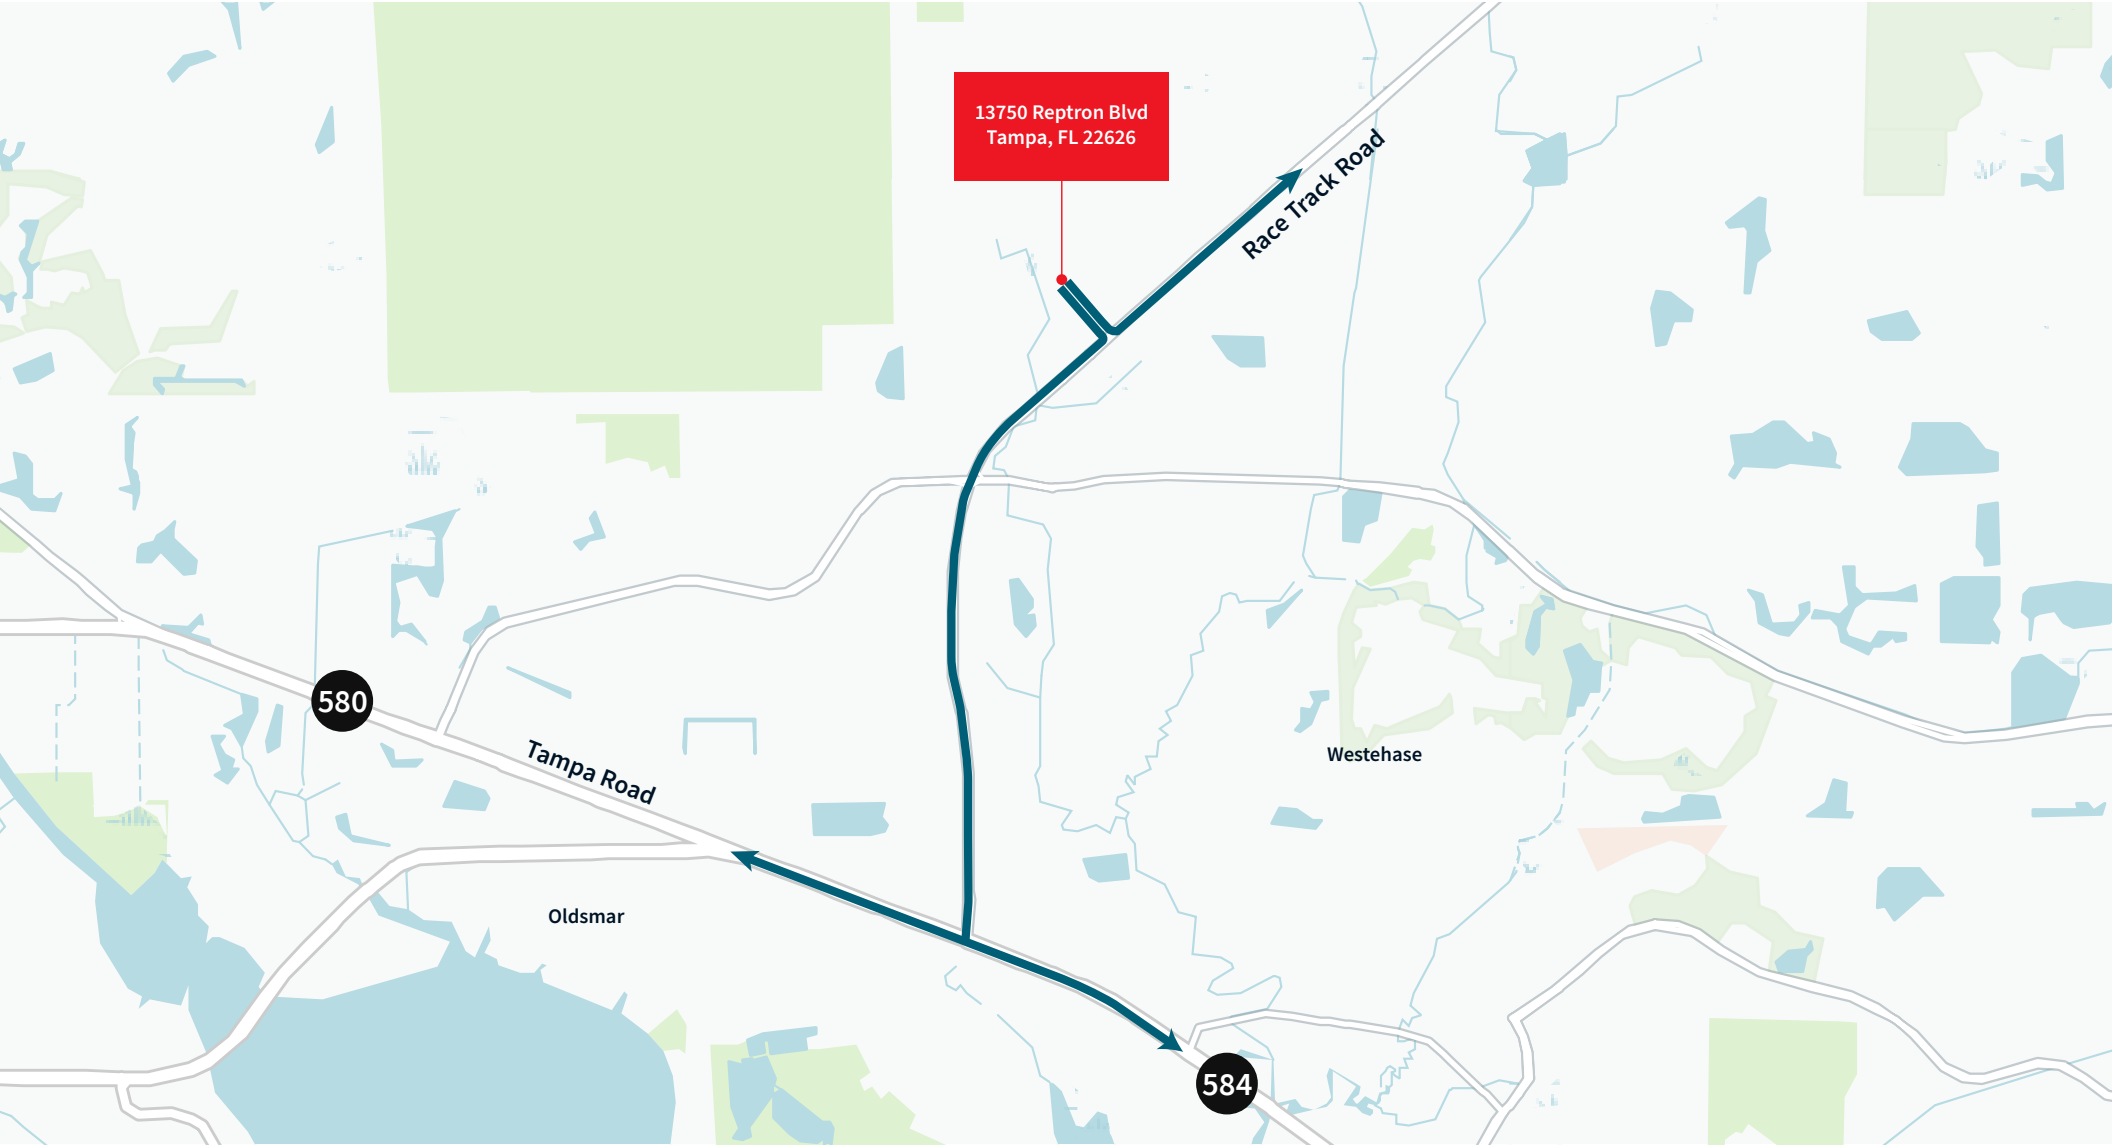 13750 Reptron Blvd
Tampa, FL 22626
Race Track Road
580
Tampa Road
Westehase
Oldsmar
584